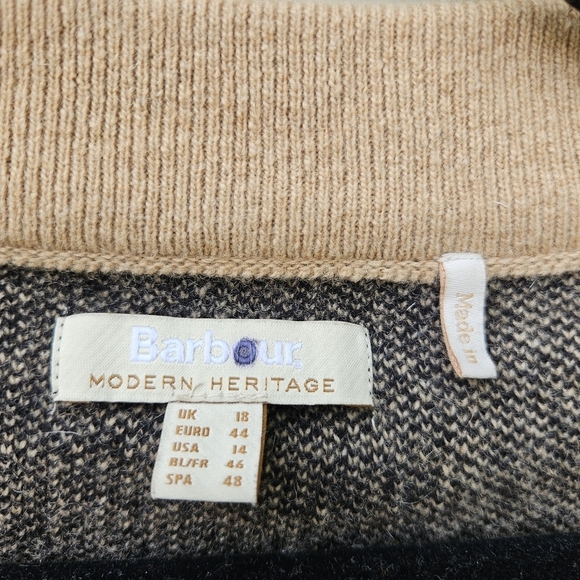 Barbour
MODERN HERITAGE
UK 18
EURO 44
USA 14
BL/FR 46
SPA 48
Made in